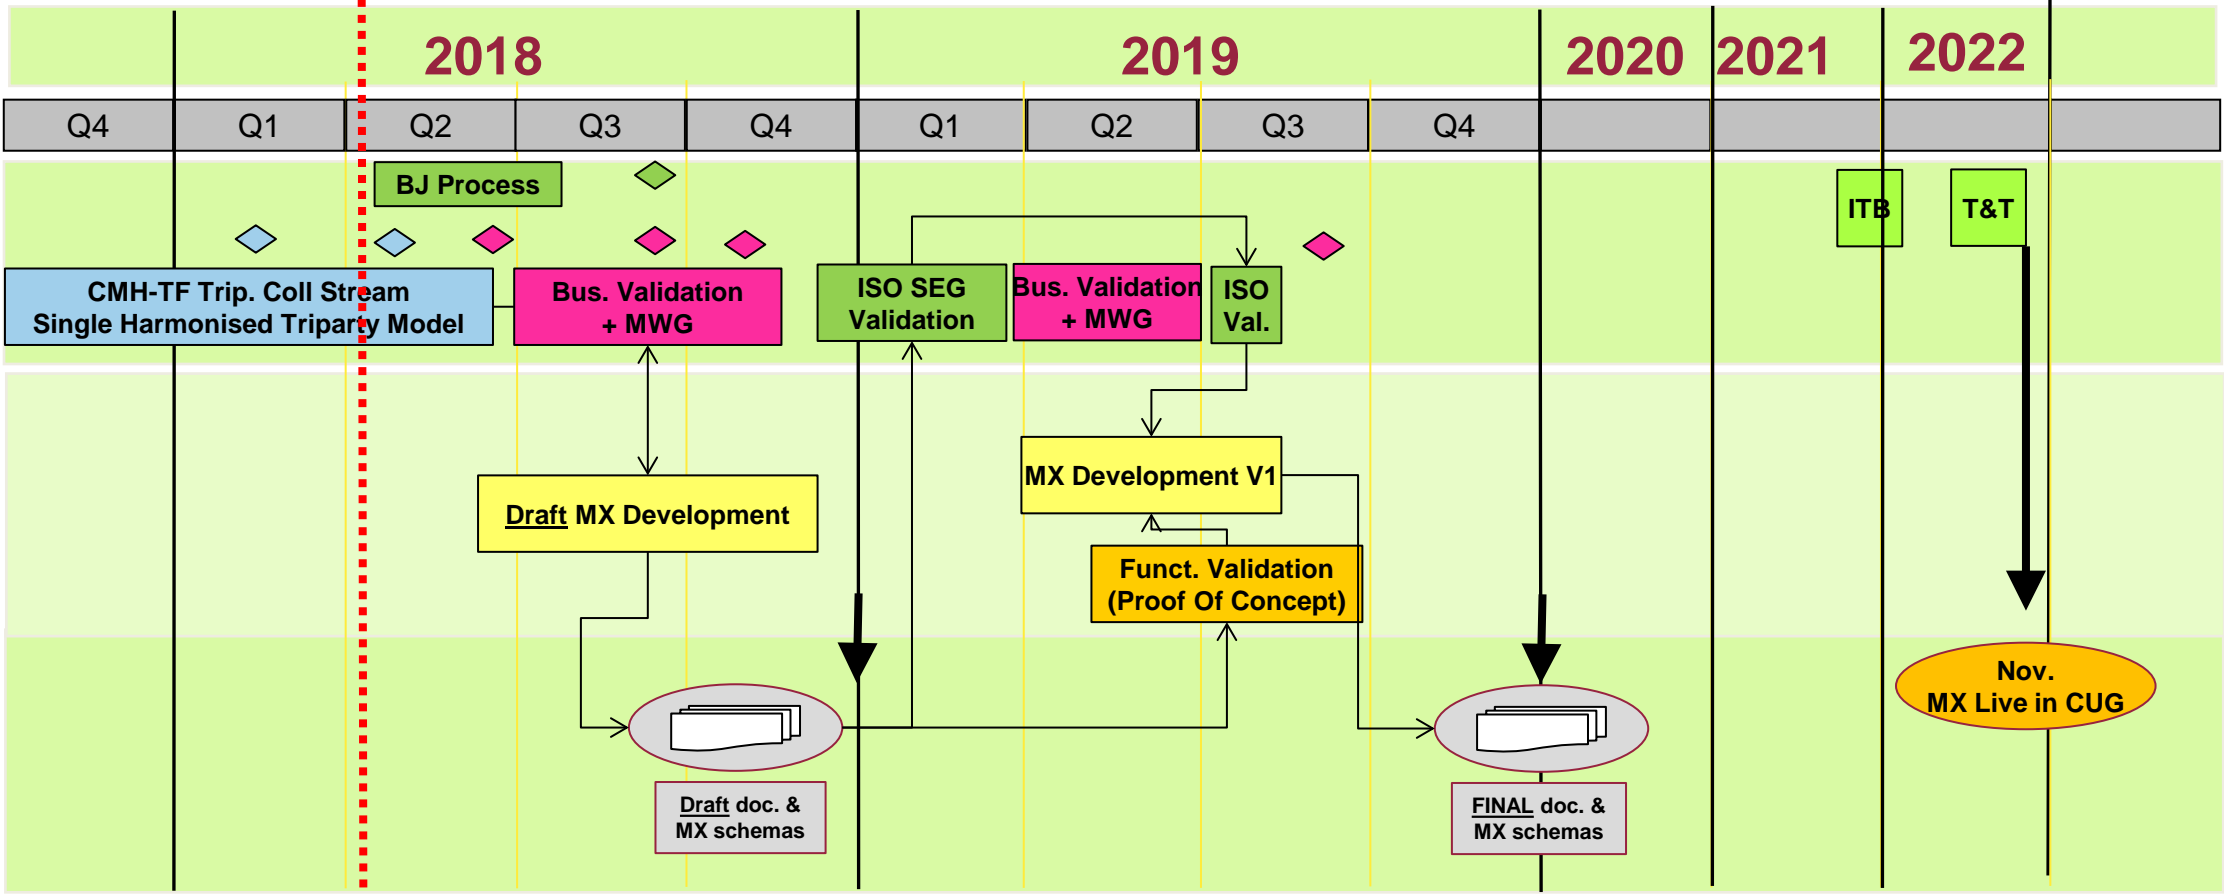 2018
2019
2020
2021
2022
Q4
Q1
Q2
Q3
Q4
Q1
Q2
Q3
Q4
BJ Process
ITB
T&T
CMH-TF Trip. Coll Stream
Single Harmonised Triparty Model
Bus. Validation
+ MWG
ISO SEG
Validation
Bus. Validation
+ MWG
ISO
Val.
Draft MX Development
MX Development V1
Funct. Validation
(Proof Of Concept)
Nov.
MX Live in CUG
Draft doc. &
MX schemas
FINAL doc. &
MX schemas